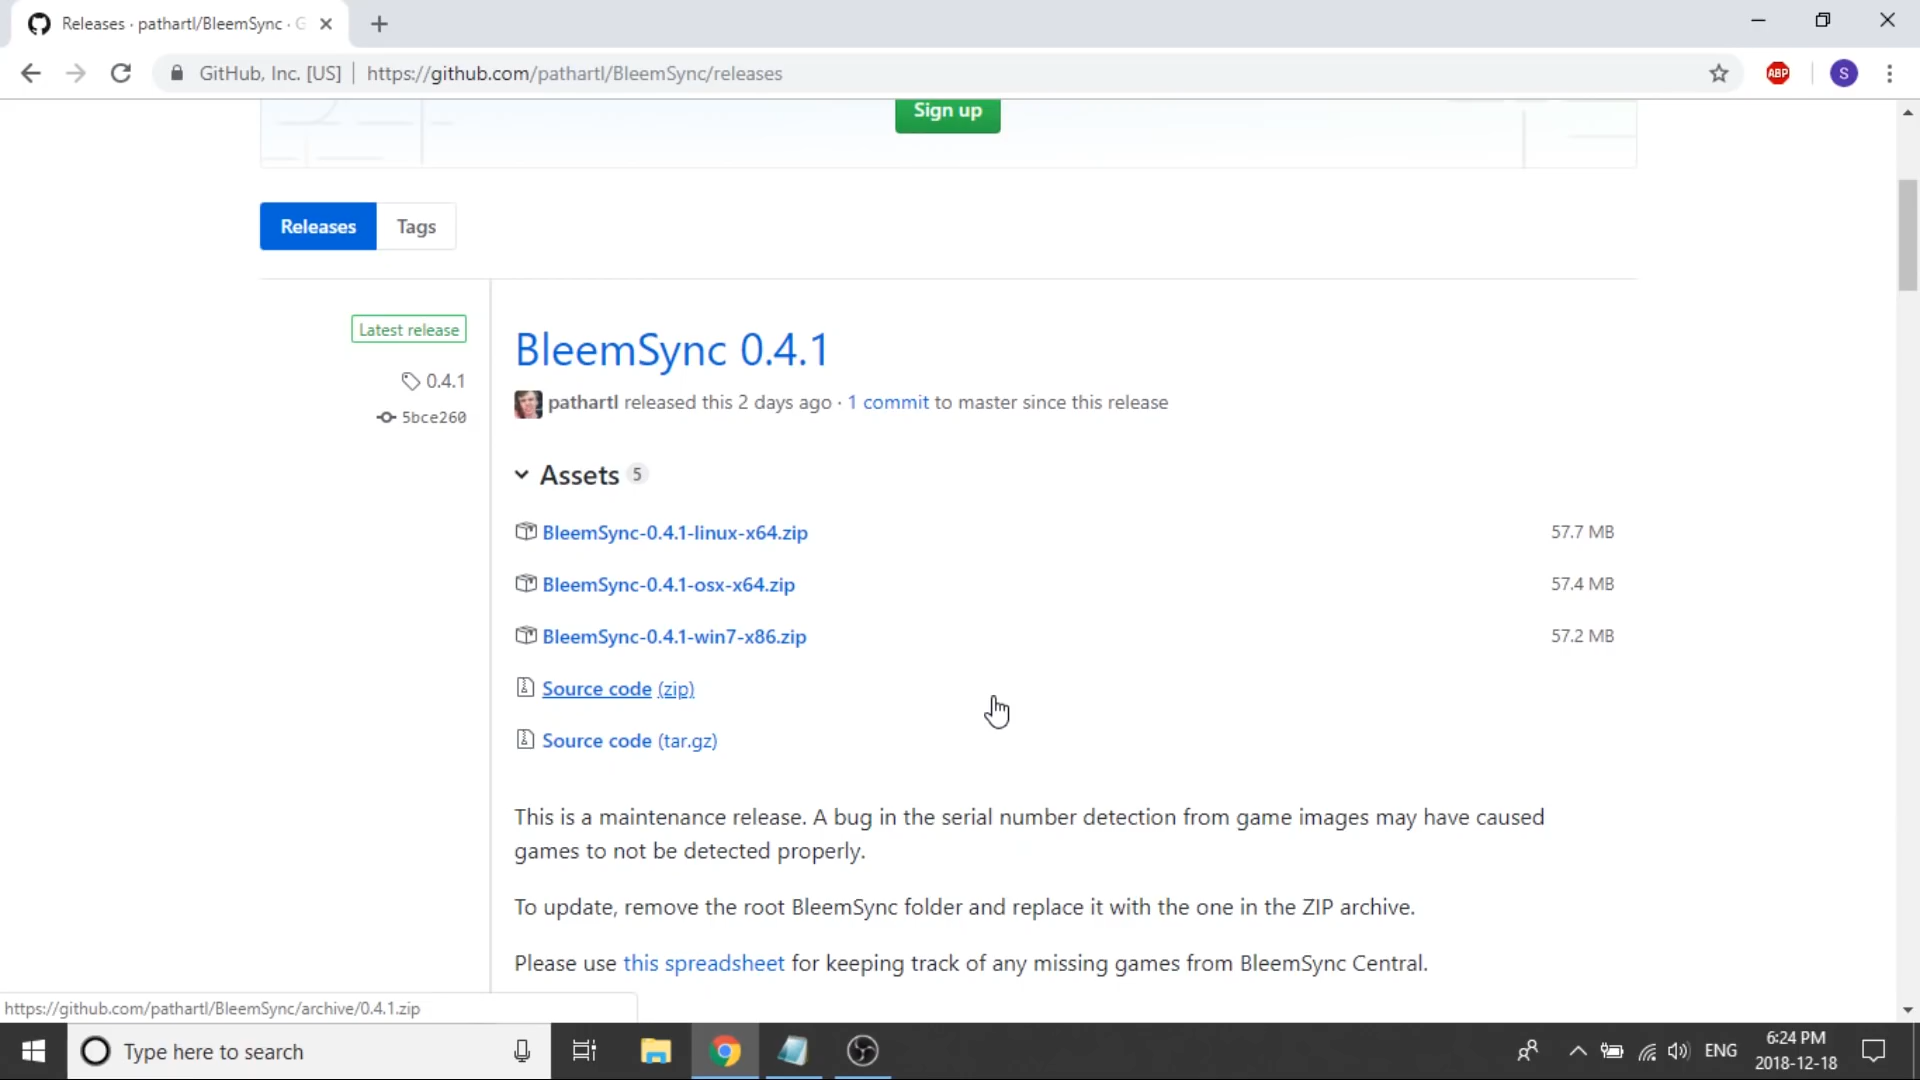 Releases · pathartl/BleemSync · G
GitHub, Inc. [US] https://github.com/pathartl/BleemSync/releases
ABP
S
Sign up
Releases Tags
Latest release
0.4.1
5bce260
BleemSync 0.4.1
pathartl released this 2 days ago · 1 commit to master since this release
Assets 5
BleemSync-0.4.1-linux-x64.zip 57.7 MB
BleemSync-0.4.1-osx-x64.zip 57.4 MB
BleemSync-0.4.1-win7-x86.zip 57.2 MB
Source code (zip)
Source code (tar.gz)
This is a maintenance release. A bug in the serial number detection from game images may have caused
games to not be detected properly.
To update, remove the root BleemSync folder and replace it with the one in the ZIP archive.
Please use this spreadsheet for keeping track of any missing games from BleemSync Central.
https://github.com/pathartl/BleemSync/archive/0.4.1.zip
Type here to search
ENG
6:24 PM
2018-12-18